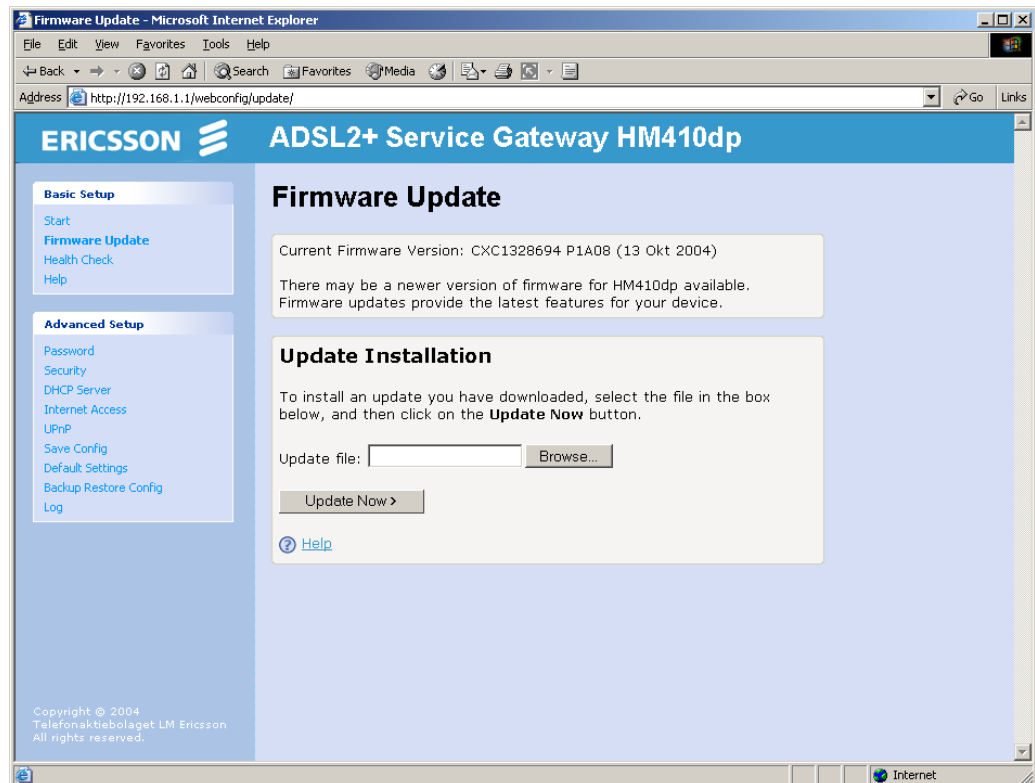 Firmware Update - Microsoft Internet Explorer
File Edit View Favorites Tools Help
Back Search Favorites Media
Address http://192.168.1.1/webconfig/update/ Go Links
ERICSSON
ADSL2+ Service Gateway HM410dp
Basic Setup
Start
Firmware Update
Health Check
Help
Advanced Setup
Password
Security
DHCP Server
Internet Access
UPnP
Save Config
Default Settings
Backup Restore Config
Log
Copyright © 2004
Telefonaktiebolaget LM Ericsson
All rights reserved.
Firmware Update
Current Firmware Version: CXC1328694 P1A08 (13 Okt 2004)
There may be a newer version of firmware for HM410dp available.
Firmware updates provide the latest features for your device.
Update Installation
To install an update you have downloaded, select the file in the box
below, and then click on the Update Now button.
Update file: Browse...
Update Now >
? Help
Internet